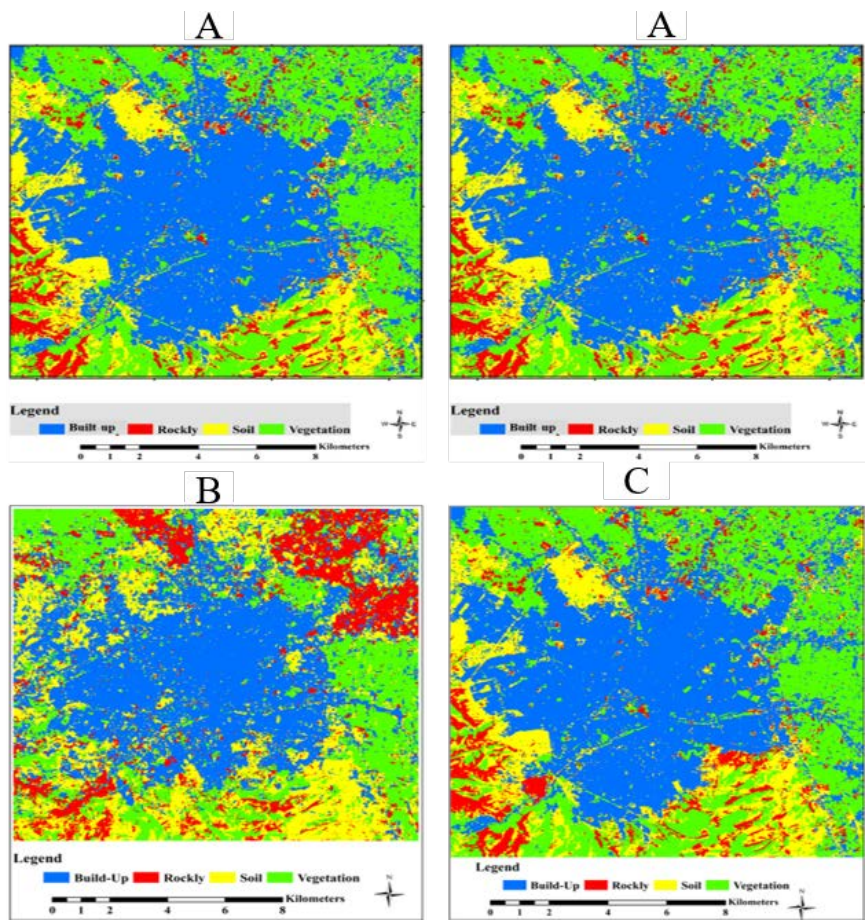 A
A
Legend
Built up Rockly Soil Vegetation
N
W E
S
Kilometers
0 1 2 4 6 8
Legend
Built up Rockly Soil Vegetation
N
W E
S
Kilometers
0 1 2 4 6 8
B
C
Legend
Build-Up Rockly Soil Vegetation
Kilometers
0 1 2 4 6 8
N
Legend
Build-Up Rockly Soil Vegetation
Kilometers
0 1 2 4 6 8
N